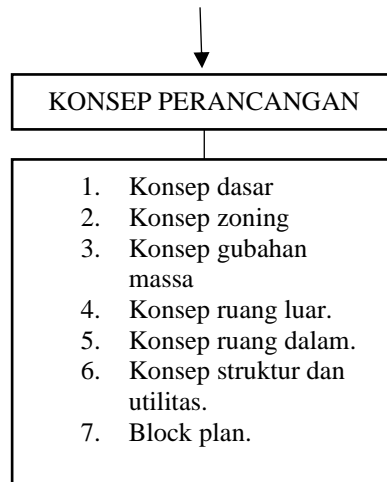 KONSEP PERANCANGAN
1. Konsep dasar
2. Konsep zoning
3. Konsep gubahan
massa
4. Konsep ruang luar.
5. Konsep ruang dalam.
6. Konsep struktur dan
utilitas.
7. Block plan.